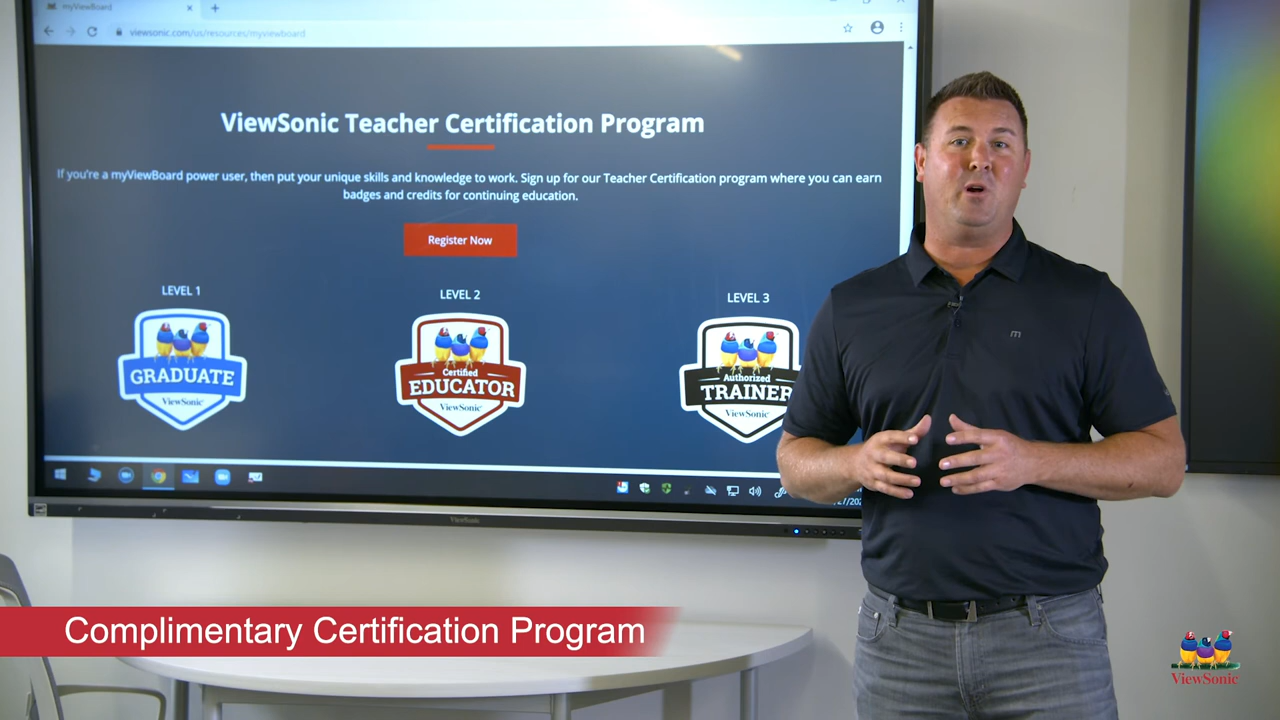 myViewBoard
viewsonic.com/us/resources/myviewboard
ViewSonic Teacher Certification Program
If you're a myViewBoard power user, then put your unique skills and knowledge to work. Sign up for our Teacher Certification program where you can earn
badges and credits for continuing education.
Register Now
LEVEL 1
LEVEL 2
LEVEL 3
GRADUATE
ViewSonic
Certified
EDUCATOR
ViewSonic
Authorized
TRAINER
ViewSonic
ViewSonic
m
Complimentary Certification Program
ViewSonic